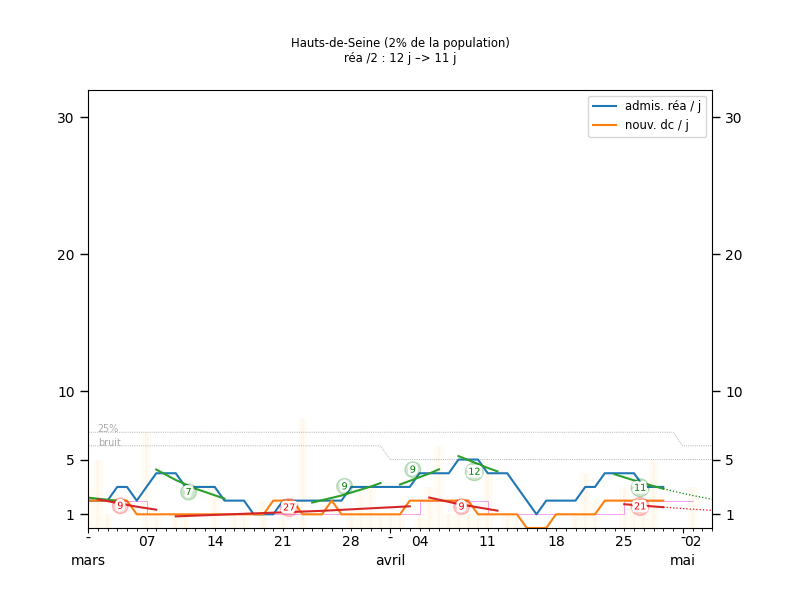 Hauts-de-Seine (2% de la population)
réa /2 : 12 j –> 11 j
admis. réa / j
nouv. dc / j
30 30
20 20
10 10
5 5
1 1
25%
bruit
9 7 27 9 9 12 9 11 21
- 07 14 21 28 - 04 11 18 25 02
mars avril mai